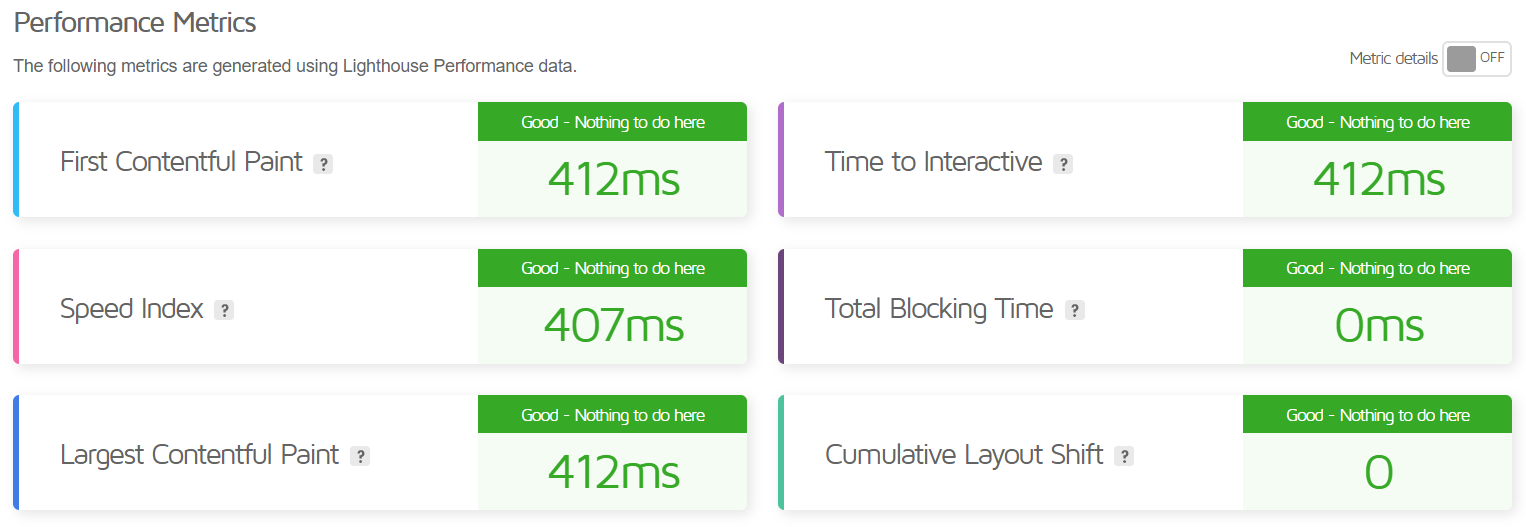 Performance Metrics
The following metrics are generated using Lighthouse Performance data.
Metric details OFF
Good - Nothing to do here
First Contentful Paint ?
412ms
Good - Nothing to do here
Time to Interactive ?
412ms
Good - Nothing to do here
Speed Index ?
407ms
Good - Nothing to do here
Total Blocking Time ?
0ms
Good - Nothing to do here
Largest Contentful Paint ?
412ms
Good - Nothing to do here
Cumulative Layout Shift ?
0